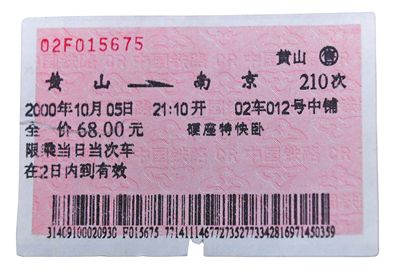 02F015675
黄山 售
黄山 南京 210次
2000年10月05日 21:10开 02车012号中铺
全价68.00元 硬座特快卧
限乘当日当次车
在2日内到有效
31409100020930 F015675 7714111467727352773342816971450359